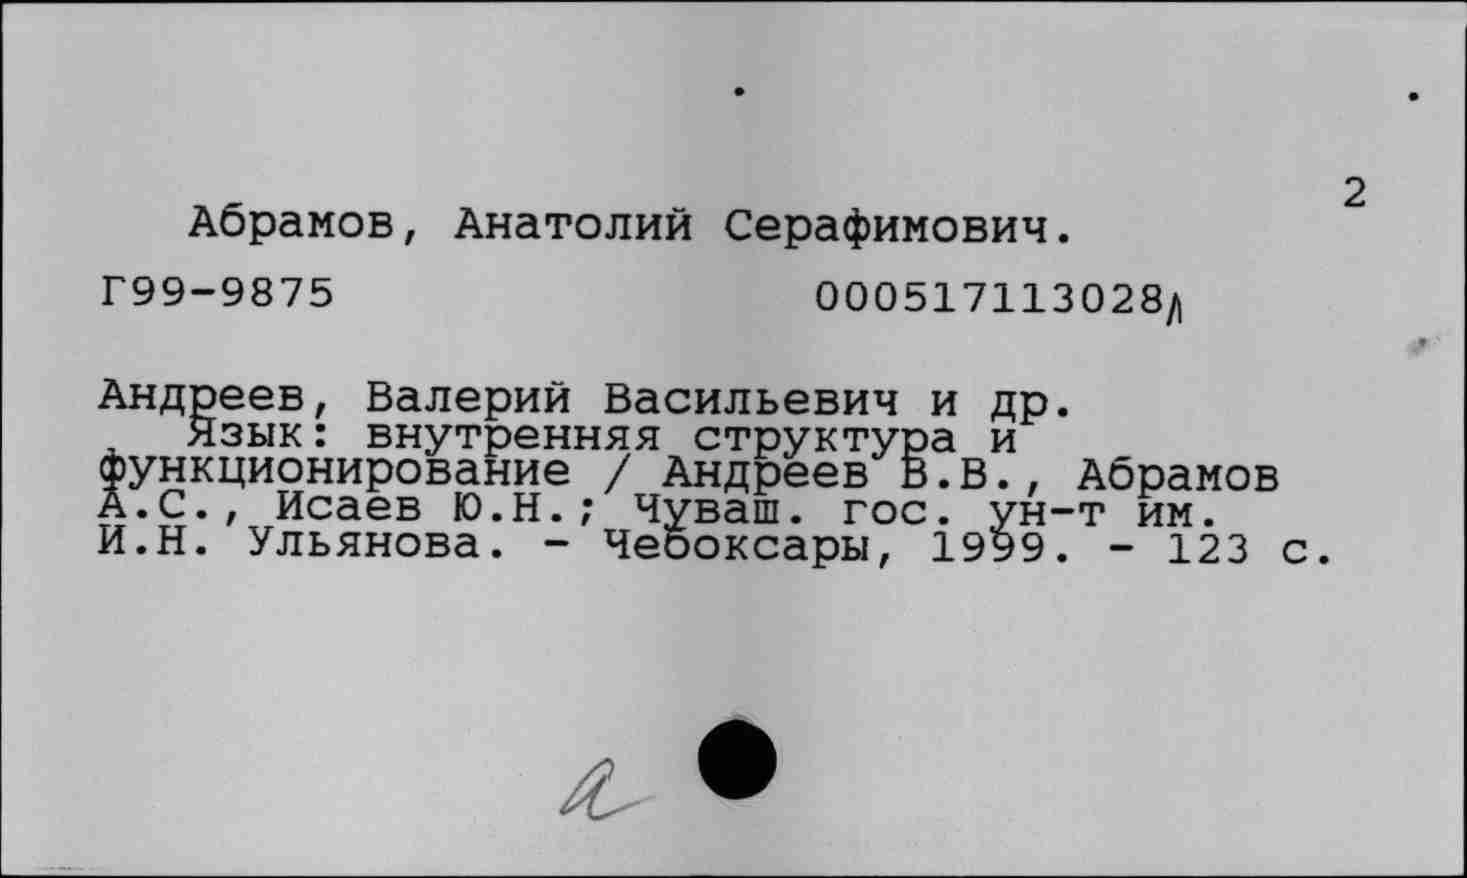 2
Абрамов, Анатолий Серафимович.
Г99-9875 000517113028д
Андреев, Валерий Васильевич и др.
Язык: внутренняя структура и
функционирование / Андреев В.В., Абрамов
А.С., Исаев Ю.Н.; Чуваш. гос. ун-т им.
И.Н. Ульянова. - Чебоксары, 1999. - 123 с.